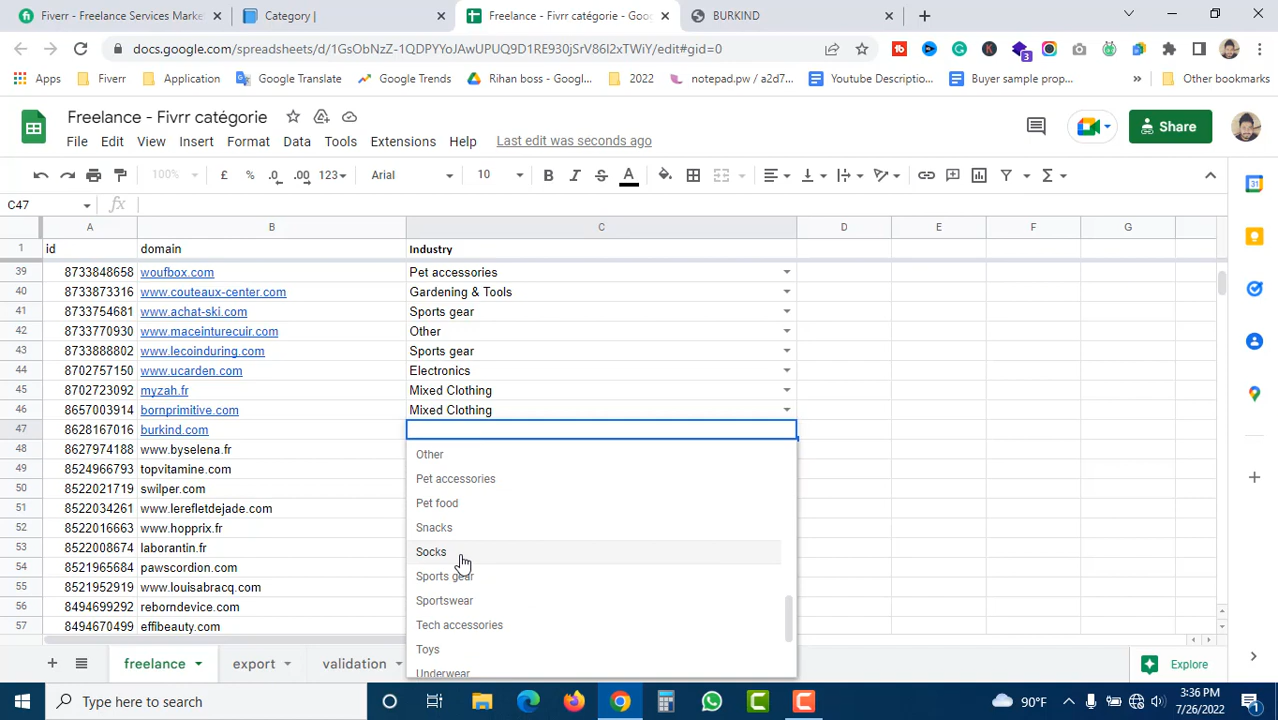 Fiverr - Freelance Services Marke
Category |
Freelance - Fivrr catégorie - Goo
BURKIND
docs.google.com/spreadsheets/d/1GsObNzZ-1QDPYYoJAwUPUQ9D1RE930jSrV86l2xTWiY/edit#gid=0
Apps
Fiverr
Application
Google Translate
Google Trends
Rihan boss - Googl...
2022
notepad.pw / a2d7...
Youtube Descriptio...
Buyer sample prop...
»
Other bookmarks
Freelance - Fivrr catégorie
File Edit View Insert Format Data Tools Extensions Help Last edit was seconds ago
Share
100% £ % .0 .00 123 Arial 10 B I S A
C47
fx
A B C D E F G
1 id domain Industry
39 8733848658 woufbox.com Pet accessories
40 8733873316 www.couteaux-center.com Gardening & Tools
41 8733754681 www.achat-ski.com Sports gear
42 8733770930 www.maceinturecuir.com Other
43 8733888802 www.lecoinduring.com Sports gear
44 8702757150 www.ucarden.com Electronics
45 8702723092 myzah.fr Mixed Clothing
46 8657003914 bornprimitive.com Mixed Clothing
47 8628167016 burkind.com
48 8627974188 www.byselena.fr
49 8524966793 topvitamine.com
50 8522021719 swilper.com
51 8522034261 www.lerefletdejade.com
52 8522016663 www.hopprix.fr
53 8522008674 laborantin.fr
54 8521965684 pawscordion.com
55 8521952919 www.louisabracq.com
56 8494699292 reborndevice.com
57 8494670499 effibeauty.com
Other
Pet accessories
Pet food
Snacks
Socks
Sports gear
Sportswear
Tech accessories
Toys
Underwear
freelance
export
validation
Explore
Type here to search
90°F
3:36 PM
7/26/2022